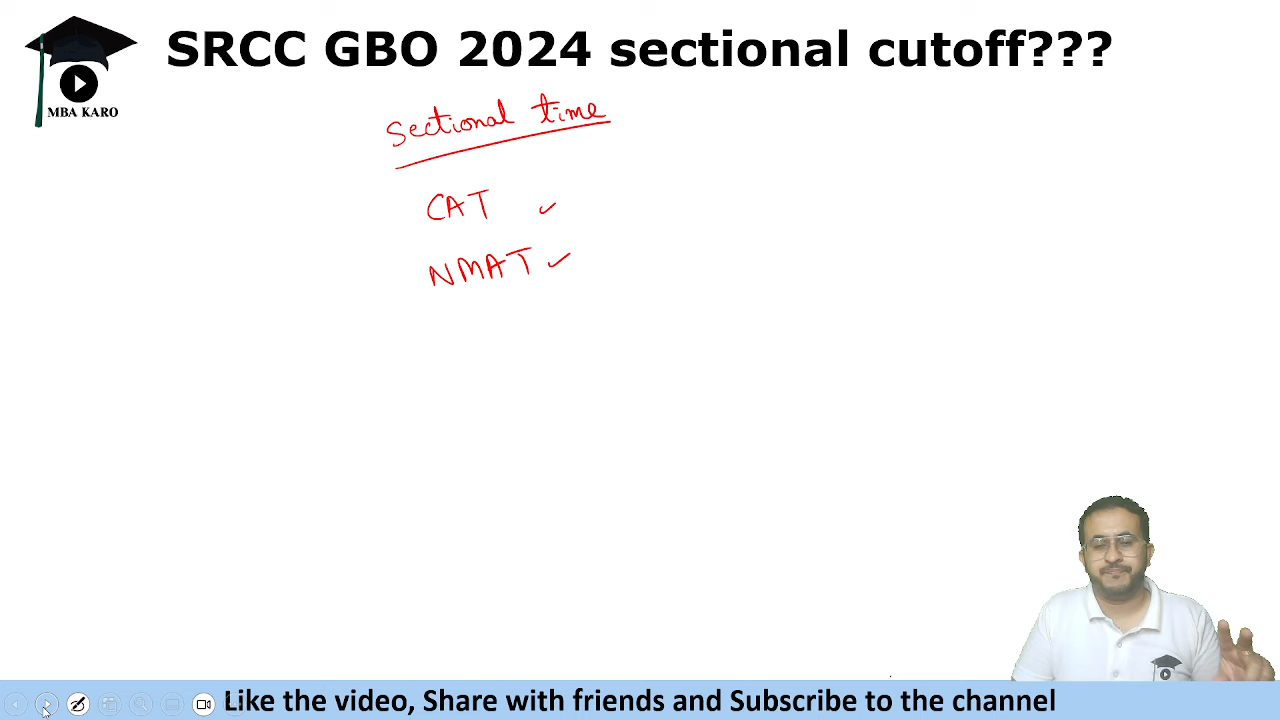 SRCC GBO 2024 sectional cutoff???
MBA KARO
Sectional time
CAT ✓
NMAT ✓
Like the video, Share with friends and Subscribe to the channel